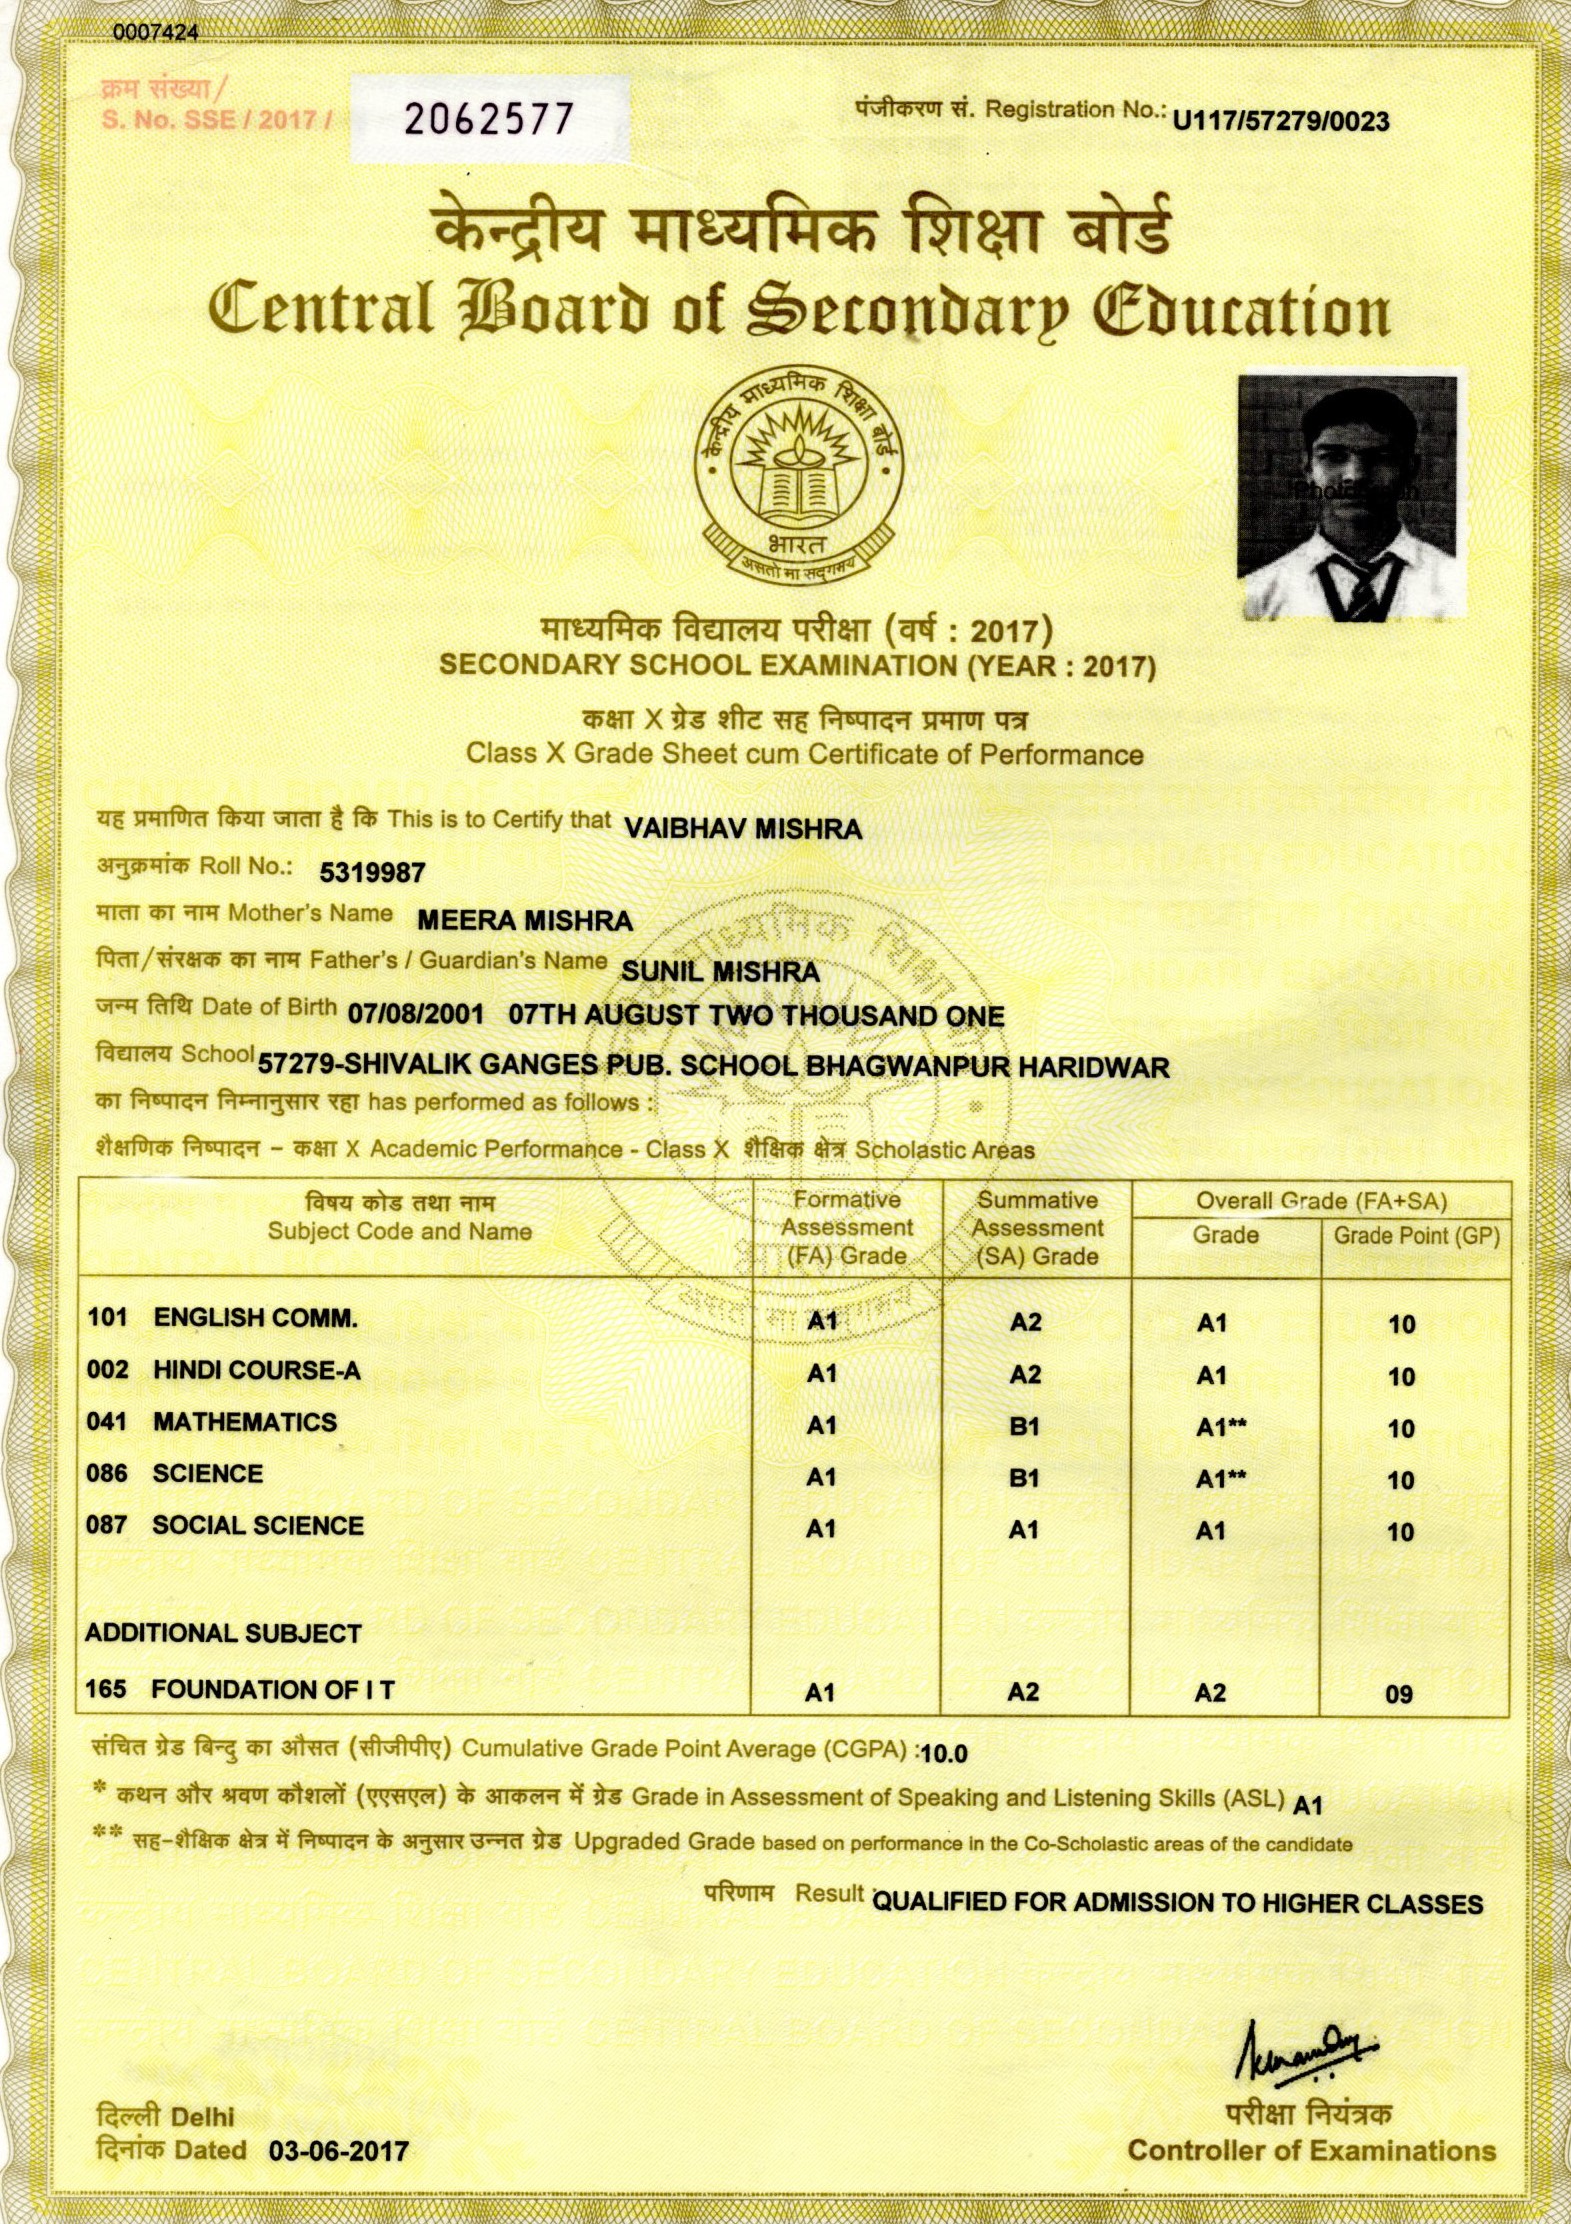 0007424
क्रम संख्या/
S. No. SSE / 2017 /
2062577
पंजीकरण सं. Registration No.: U117/57279/0023
केन्द्रीय माध्यमिक शिक्षा बोर्ड
Central Board of Secondary Education
केन्द्रीय माध्यमिक शिक्षा बोर्ड
भारत
असतो मा सद्गमय
माध्यमिक विद्यालय परीक्षा (वर्ष : 2017)
SECONDARY SCHOOL EXAMINATION (YEAR : 2017)
कक्षा X ग्रेड शीट सह निष्पादन प्रमाण पत्र
Class X Grade Sheet cum Certificate of Performance
यह प्रमाणित किया जाता है कि This is to Certify that VAIBHAV MISHRA
अनुक्रमांक Roll No.: 5319987
माता का नाम Mother's Name MEERA MISHRA
पिता/संरक्षक का नाम Father's / Guardian's Name SUNIL MISHRA
जन्म तिथि Date of Birth 07/08/2001 07TH AUGUST TWO THOUSAND ONE
विद्यालय School 57279-SHIVALIK GANGES PUB. SCHOOL BHAGWANPUR HARIDWAR
का निष्पादन निम्नानुसार रहा has performed as follows :
शैक्षणिक निष्पादन – कक्षा X Academic Performance - Class X शैक्षिक क्षेत्र Scholastic Areas
विषय कोड तथा नाम
Subject Code and Name
Formative
Assessment
(FA) Grade
Summative
Assessment
(SA) Grade
Overall Grade (FA+SA)
Grade
Grade Point (GP)
101 ENGLISH COMM. A1 A2 A1 10
002 HINDI COURSE-A A1 A2 A1 10
041 MATHEMATICS A1 B1 A1** 10
086 SCIENCE A1 B1 A1** 10
087 SOCIAL SCIENCE A1 A1 A1 10
ADDITIONAL SUBJECT
165 FOUNDATION OF I T A1 A2 A2 09
संचित ग्रेड बिन्दु का औसत (सीजीपीए) Cumulative Grade Point Average (CGPA) :10.0
* कथन और श्रवण कौशलों (एएसएल) के आकलन में ग्रेड Grade in Assessment of Speaking and Listening Skills (ASL) A1
** सह-शैक्षिक क्षेत्र में निष्पादन के अनुसार उन्नत ग्रेड Upgraded Grade based on performance in the Co-Scholastic areas of the candidate
परिणाम Result : QUALIFIED FOR ADMISSION TO HIGHER CLASSES
दिल्ली Delhi
दिनांक Dated 03-06-2017
परीक्षा नियंत्रक
Controller of Examinations